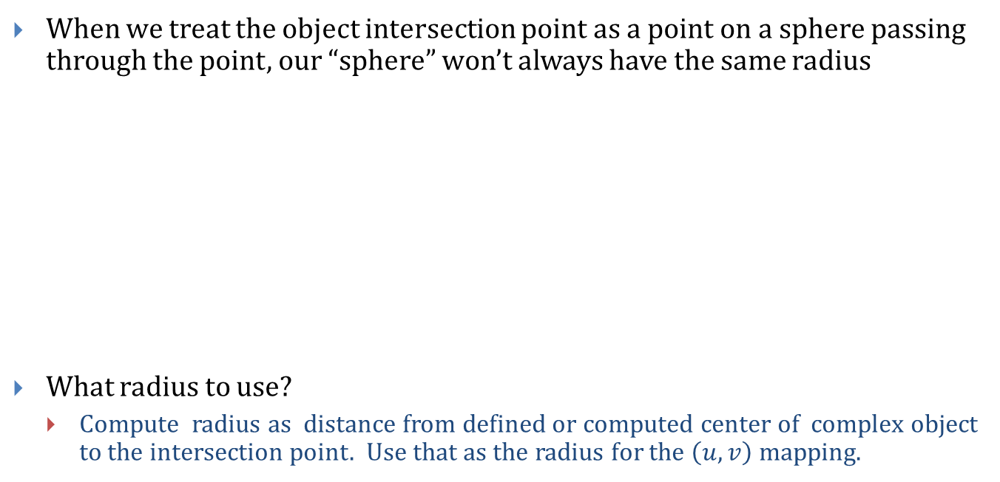 When we treat the object intersection point as a point on a sphere passing
through the point, our “sphere” won’t always have the same radius
What radius to use?
Compute radius as distance from defined or computed center of complex object
to the intersection point. Use that as the radius for the (u, v) mapping.